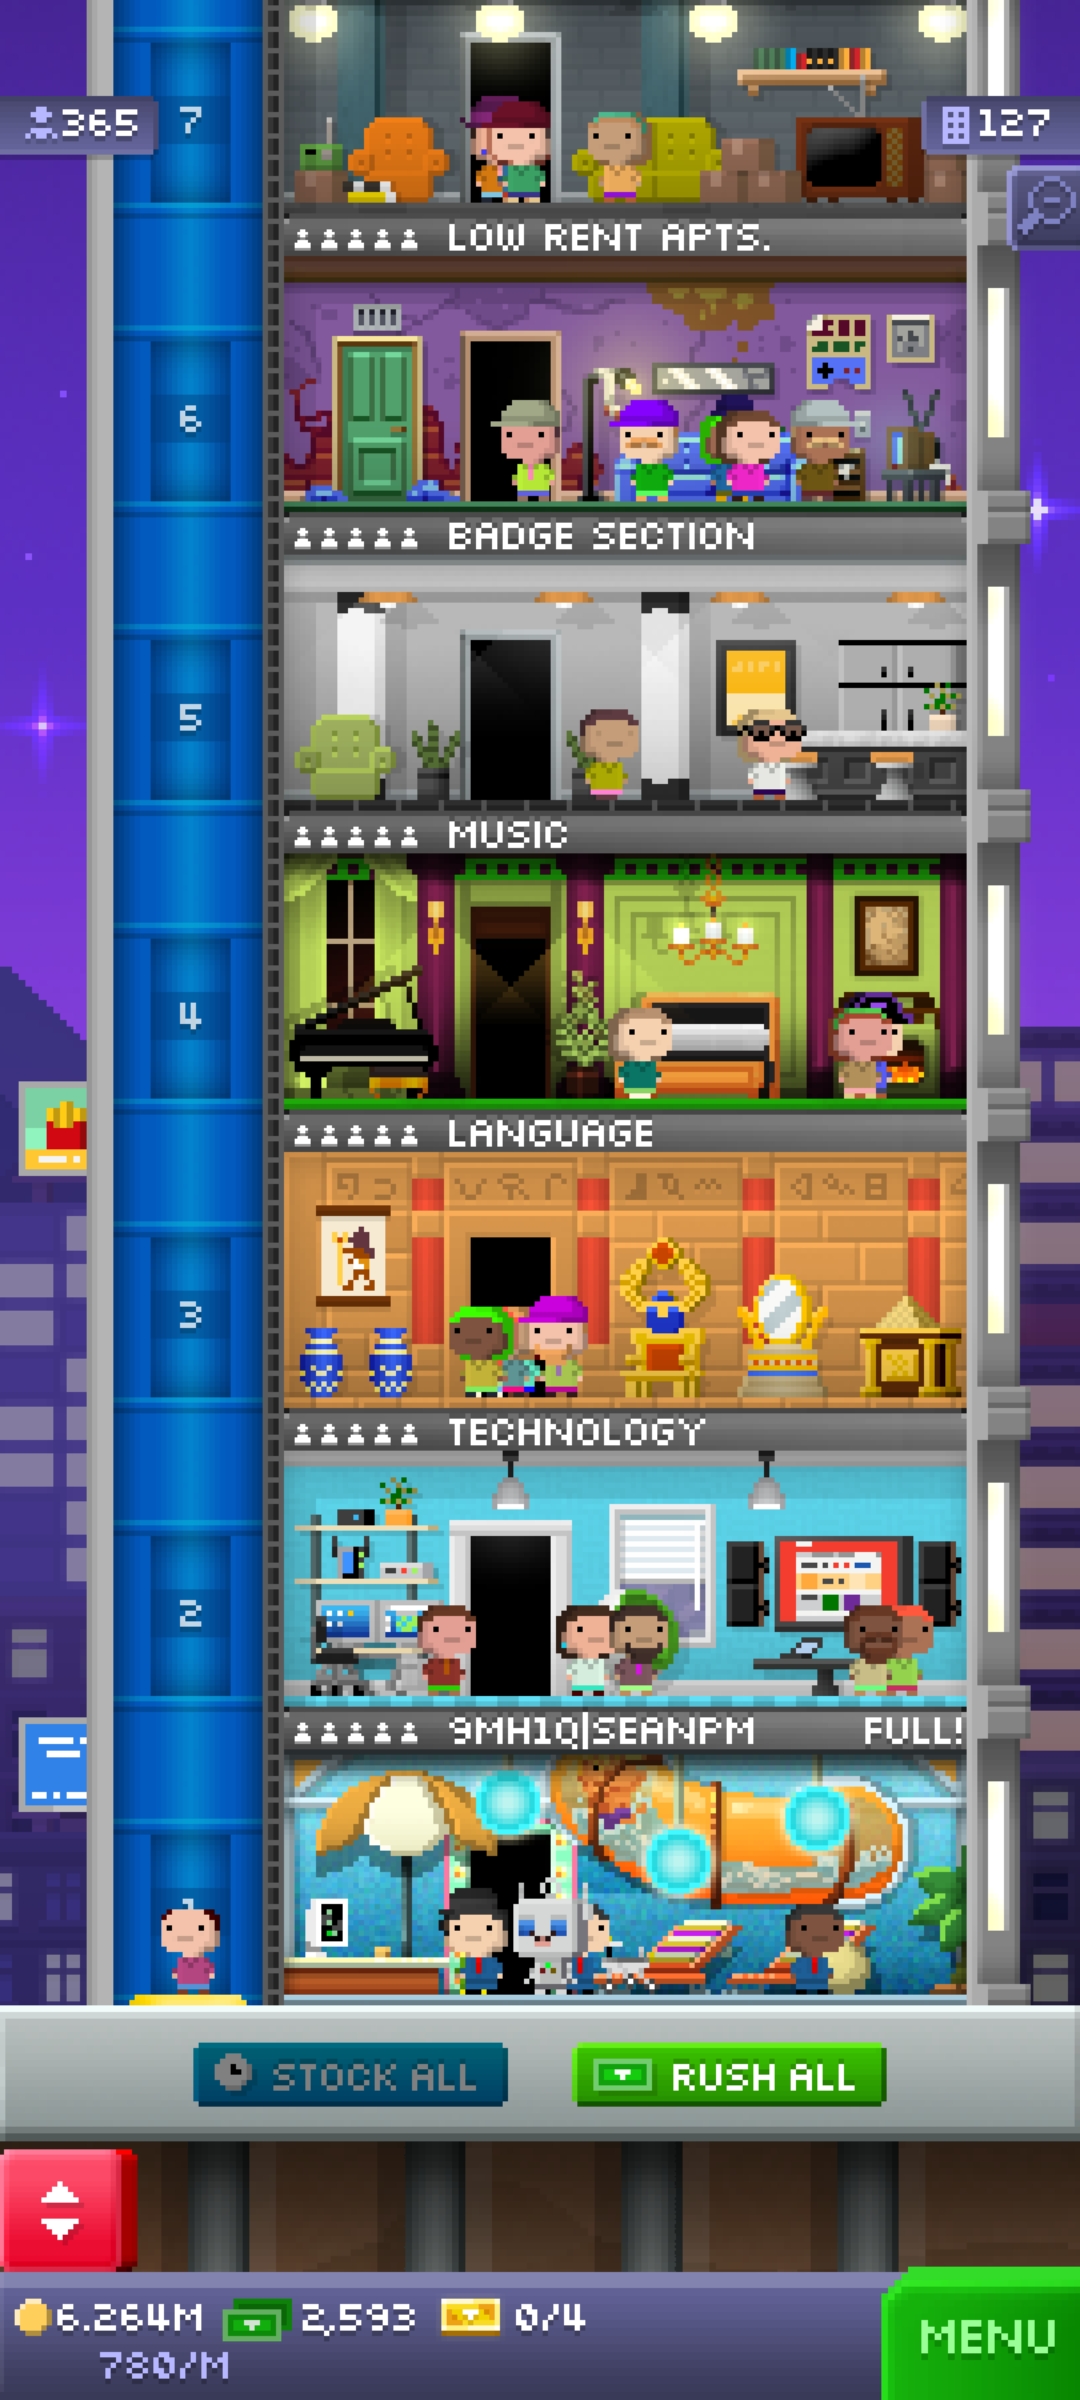 365
7
127
LOW RENT APTS.
6
BADGE SECTION
5
MUSIC
4
LANGUAGE
3
TECHNOLOGY
2
9MH1Q|SEANPM FULL!
?
STOCK ALL
RUSH ALL
6.264M 2,593 0/4
780/M
MENU